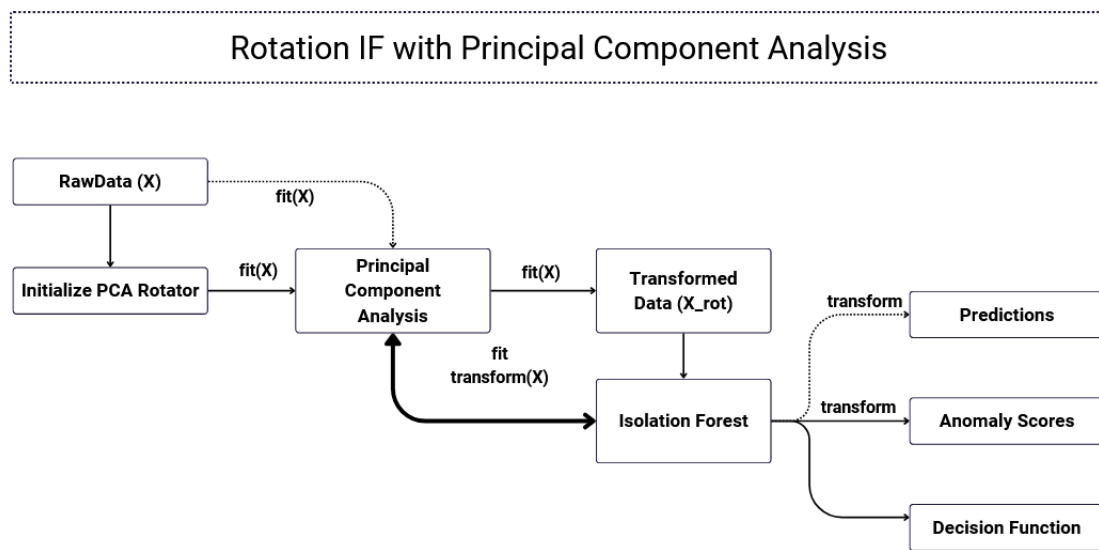 Rotation IF with Principal Component Analysis
RawData (X)
fit(X)
Initialize PCA Rotator
fit(X)
Principal
Component
Analysis
fit(X)
Transformed
Data (X_rot)
fit
transform(X)
Isolation Forest
transform
Predictions
transform
Anomaly Scores
Decision Function